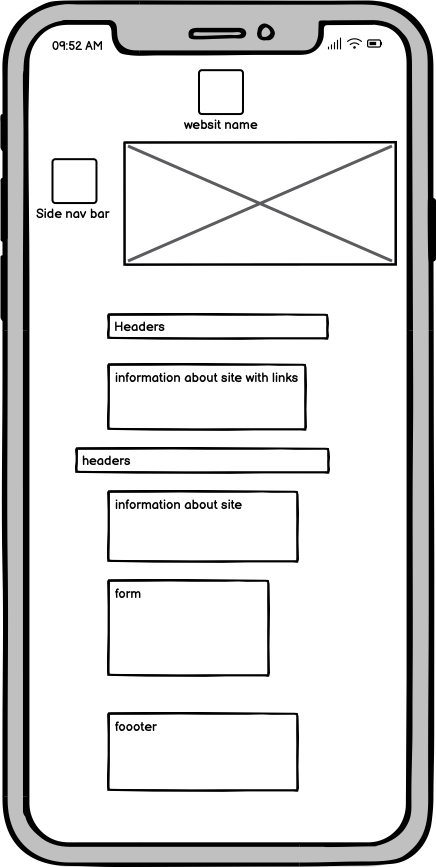 09:52 AM
websit name
Side nav bar
Headers
information about site with links
headers
information about site
form
foooter